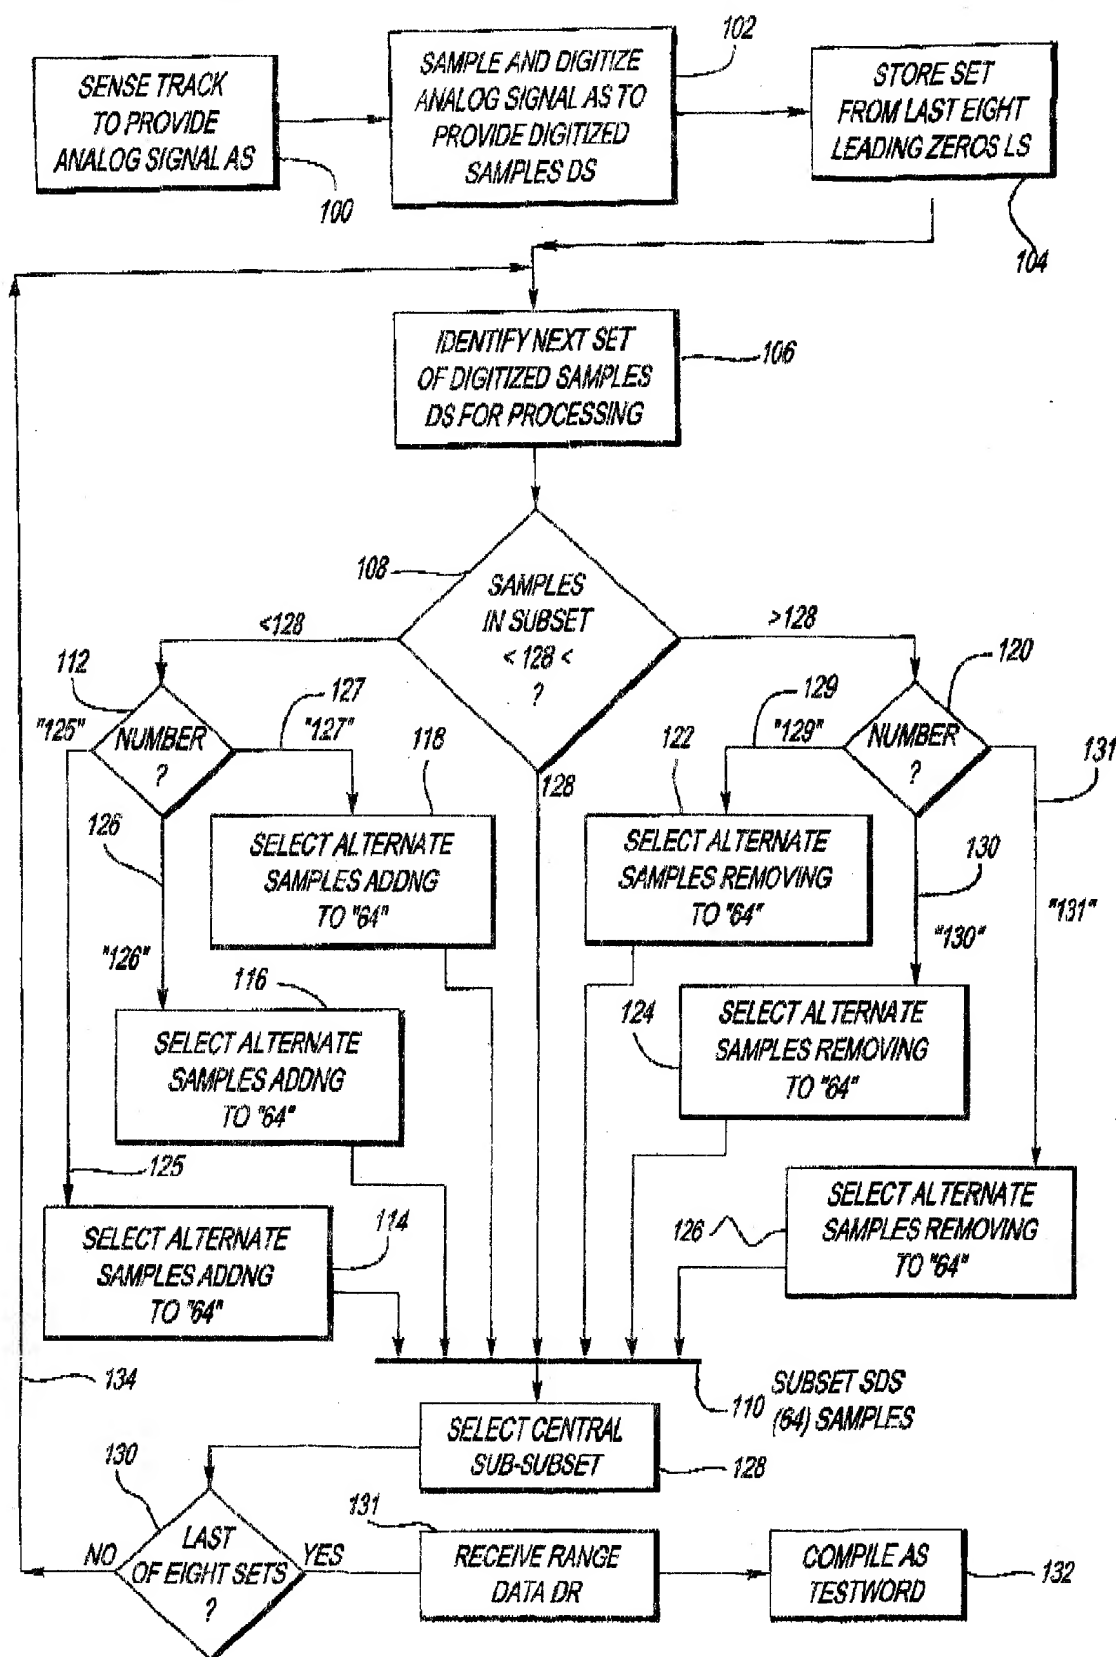 SENSE TRACK
TO PROVIDE
ANALOG SIGNAL AS
100
SAMPLE AND DIGITIZE
ANALOG SIGNAL AS TO
PROVIDE DIGITIZED
SAMPLES DS
102
STORE SET
FROM LAST EIGHT
LEADING ZEROS LS
104
IDENTIFY NEXT SET
OF DIGITIZED SAMPLES
DS FOR PROCESSING
106
108
SAMPLES
IN SUBSET
< 128 <
?
<128
>128
128
112
"125"
NUMBER
?
127
"127"
126
"126"
118
SELECT ALTERNATE
SAMPLES ADDNG
TO "64"
116
SELECT ALTERNATE
SAMPLES ADDNG
TO "64"
125
SELECT ALTERNATE
SAMPLES ADDNG
TO "64"
114
120
NUMBER
?
129
"129"
122
SELECT ALTERNATE
SAMPLES REMOVING
TO "64"
130
"130"
131
"131"
124
SELECT ALTERNATE
SAMPLES REMOVING
TO "64"
126
SELECT ALTERNATE
SAMPLES REMOVING
TO "64"
110
SUBSET SDS
(64) SAMPLES
134
SELECT CENTRAL
SUB-SUBSET
128
130
LAST
OF EIGHT SETS
?
NO
YES
131
RECEIVE RANGE
DATA DR
COMPILE AS
TESTWORD
132